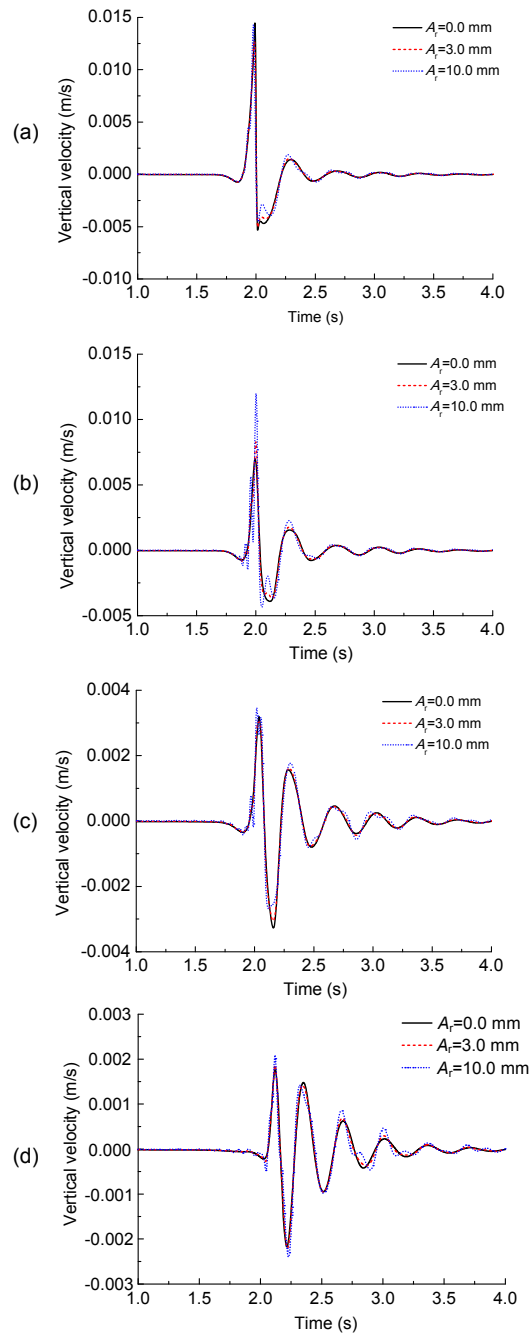 0.015
0.010
0.005
0.000
-0.005
-0.010
Vertical velocity (m/s)
(a)
Ar=0.0 mm
Ar=3.0 mm
Ar=10.0 mm
1.0 1.5 2.0 2.5 3.0 3.5 4.0
Time (s)
0.015
0.010
0.005
0.000
-0.005
Vertical velocity (m/s)
(b)
Ar=0.0 mm
Ar=3.0 mm
Ar=10.0 mm
1.0 1.5 2.0 2.5 3.0 3.5 4.0
Time (s)
0.004
0.002
0.000
-0.002
-0.004
Vertical velocity (m/s)
(c)
Ar=0.0 mm
Ar=3.0 mm
Ar=10.0 mm
1.0 1.5 2.0 2.5 3.0 3.5 4.0
Time (s)
0.003
0.002
0.001
0.000
-0.001
-0.002
-0.003
Vertical velocity (m/s)
(d)
Ar=0.0 mm
Ar=3.0 mm
Ar=10.0 mm
1.0 1.5 2.0 2.5 3.0 3.5 4.0
Time (s)